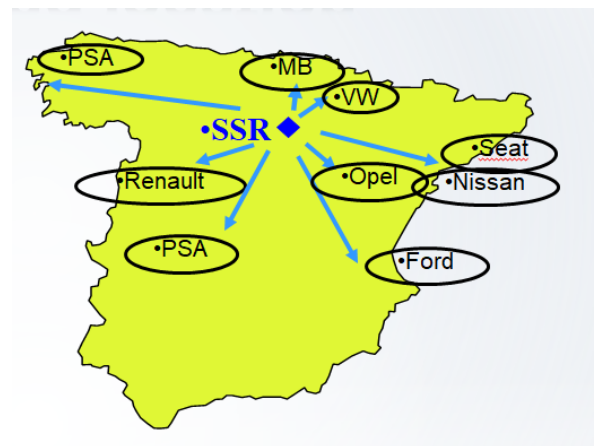 •PSA
•MB
•VW
•SSR
•Seat
•Renault
•Opel
•Nissan
•PSA
•Ford